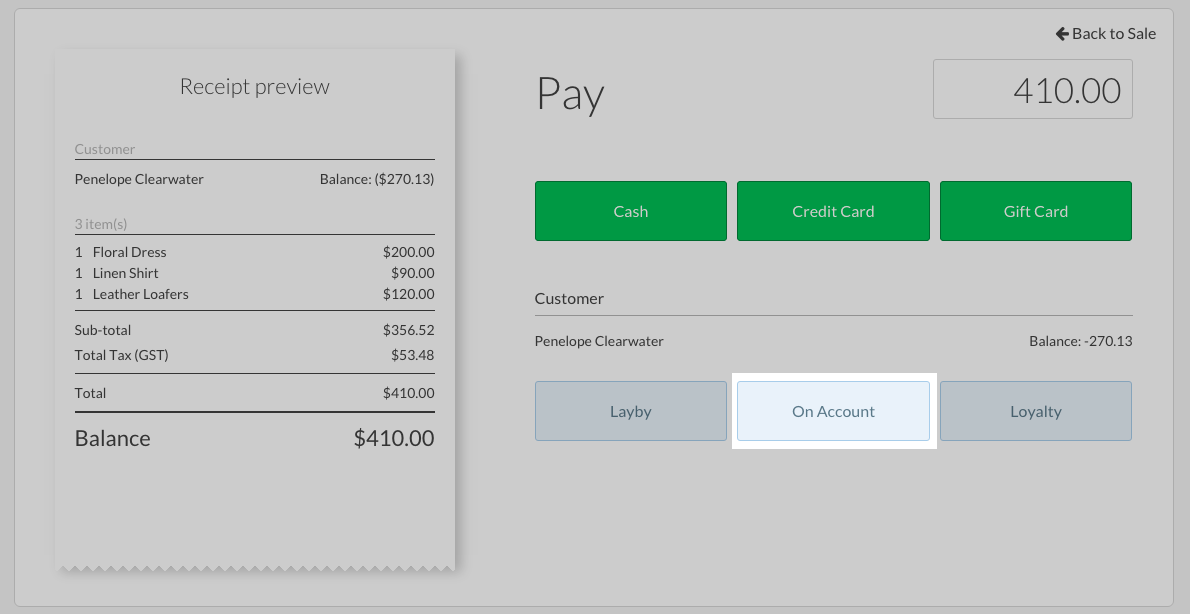 Back to Sale
Receipt preview
Customer
Penelope Clearwater Balance: ($270.13)
3 item(s)
1 Floral Dress $200.00
1 Linen Shirt $90.00
1 Leather Loafers $120.00
Sub-total $356.52
Total Tax (GST) $53.48
Total $410.00
Balance $410.00
Pay 410.00
Cash Credit Card Gift Card
Customer
Penelope Clearwater Balance: -270.13
Layby On Account Loyalty